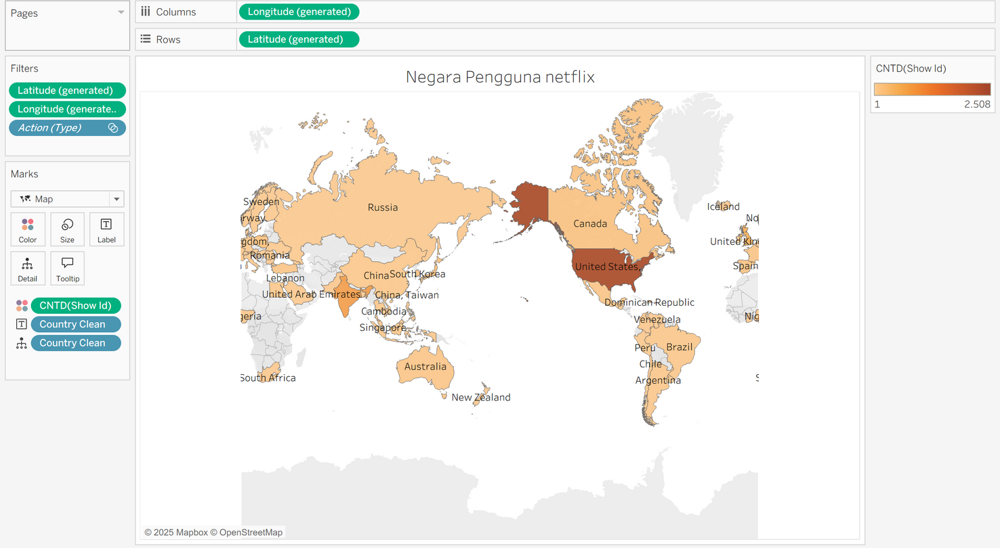 Pages
Columns
Longitude (generated)
Rows
Latitude (generated)
Filters
Latitude (generated)
Longitude (generate..
Action (Type)
Marks
Map
Color
Size
Label
Detail
Tooltip
CNTD(Show Id)
Country Clean
Country Clean
Negara Pengguna netflix
Sweden
rway
gdom,
Romania
Lebanon
United Arab Emirates
geria
South Africa
Russia
China
South Korea
China, Taiwan
Cambodia
Singapore
Australia
New Zealand
Canada
United States,
Dominican Republic
Venezuela
Peru
Brazil
Chile
Argentina
Iceland
No
United Kin
Spain
Nig
S
© 2025 Mapbox © OpenStreetMap
CNTD(Show Id)
1
2.508